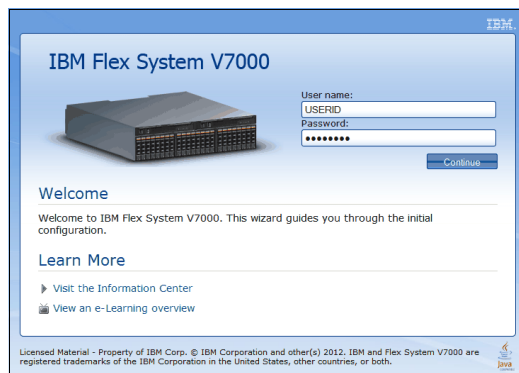 IBM.
IBM Flex System V7000
User name:
USERID
Password:
••••••••
Continue
Welcome
Welcome to IBM Flex System V7000. This wizard guides you through the initial
configuration.
Learn More
Visit the Information Center
View an e-Learning overview
Licensed Material - Property of IBM Corp. © IBM Corporation and other(s) 2012. IBM and Flex System V7000 are
registered trademarks of the IBM Corporation in the United States, other countries, or both.
Java